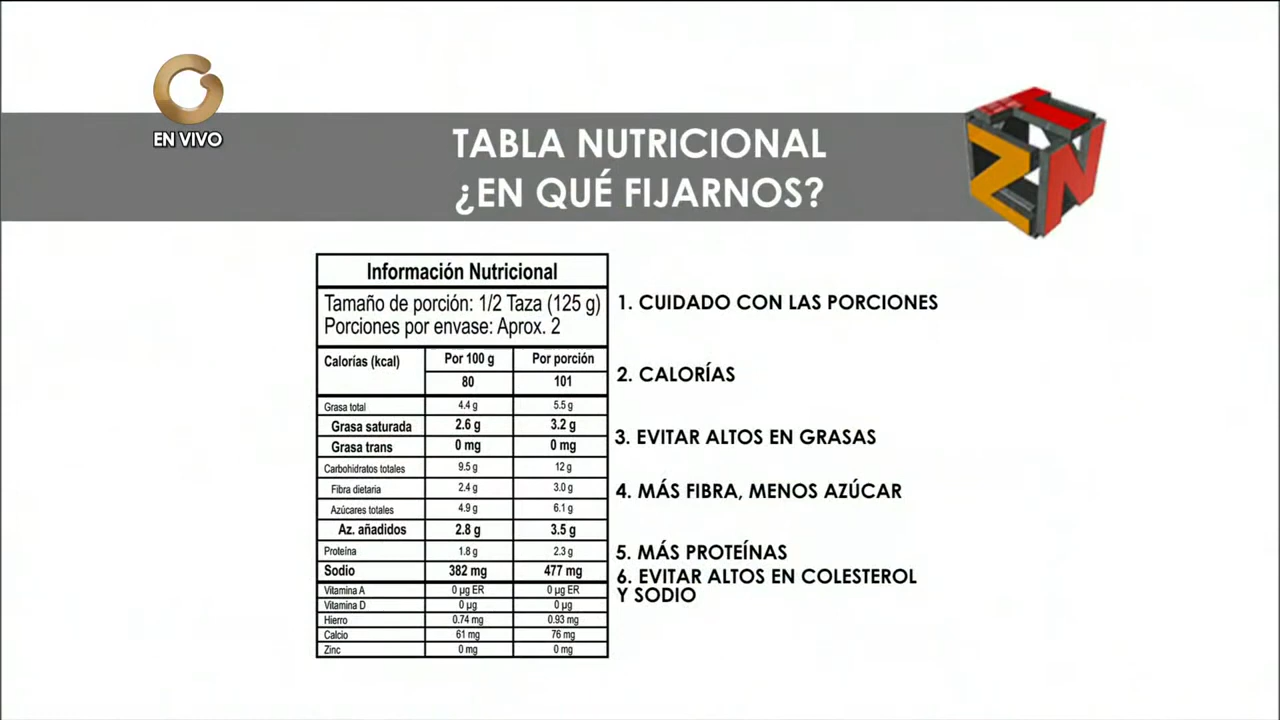 EN VIVO
TABLA NUTRICIONAL
¿EN QUÉ FIJARNOS?
TZN
Información Nutricional
Tamaño de porción: 1/2 Taza (125 g)
Porciones por envase: Aprox. 2
Calorías (kcal) Por 100 g Por porción
80 101
Grasa total 4.4 g 5.5 g
Grasa saturada 2.6 g 3.2 g
Grasa trans 0 mg 0 mg
Carbohidratos totales 9.5 g 12 g
Fibra dietaria 2.4 g 3.0 g
Azúcares totales 4.9 g 6.1 g
Az. añadidos 2.8 g 3.5 g
Proteína 1.8 g 2.3 g
Sodio 382 mg 477 mg
Vitamina A 0 µg ER 0 µg ER
Vitamina D 0 µg 0 µg
Hierro 0.74 mg 0.93 mg
Calcio 61 mg 76 mg
Zinc 0 mg 0 mg
1. CUIDADO CON LAS PORCIONES
2. CALORÍAS
3. EVITAR ALTOS EN GRASAS
4. MÁS FIBRA, MENOS AZÚCAR
5. MÁS PROTEÍNAS
6. EVITAR ALTOS EN COLESTEROL
Y SODIO